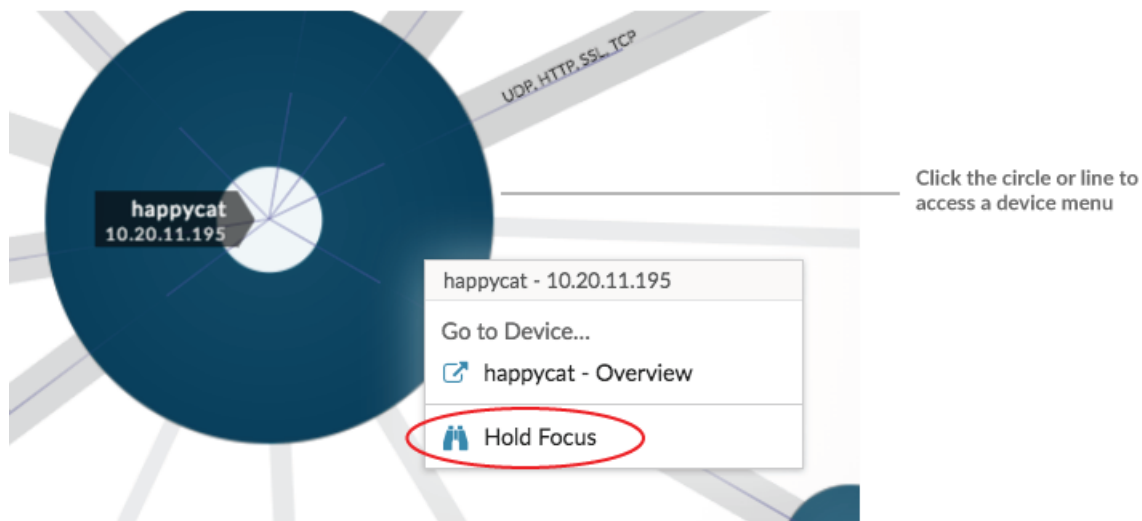 UDP, HTTP, SSL, TCP
Click the circle or line to
access a device menu
happycat
10.20.11.195
happycat - 10.20.11.195
Go to Device...
happycat - Overview
Hold Focus